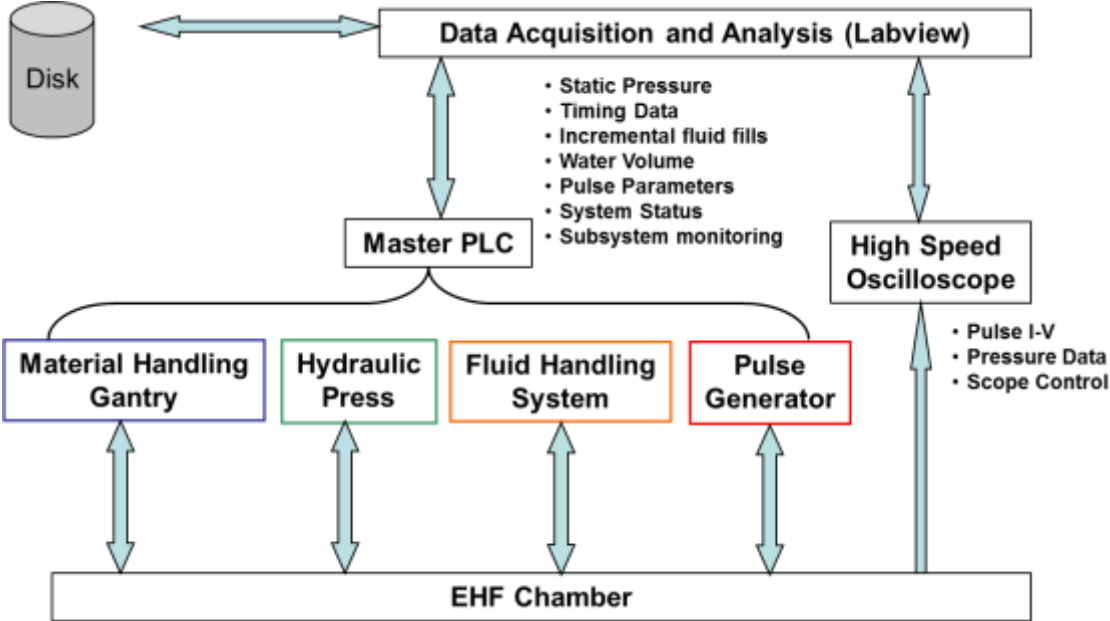 Disk
Data Acquisition and Analysis (Labview)
• Static Pressure
• Timing Data
• Incremental fluid fills
• Water Volume
• Pulse Parameters
• System Status
• Subsystem monitoring
Master PLC
High Speed
Oscilloscope
• Pulse I-V
• Pressure Data
• Scope Control
Material Handling
Gantry
Hydraulic
Press
Fluid Handling
System
Pulse
Generator
EHF Chamber